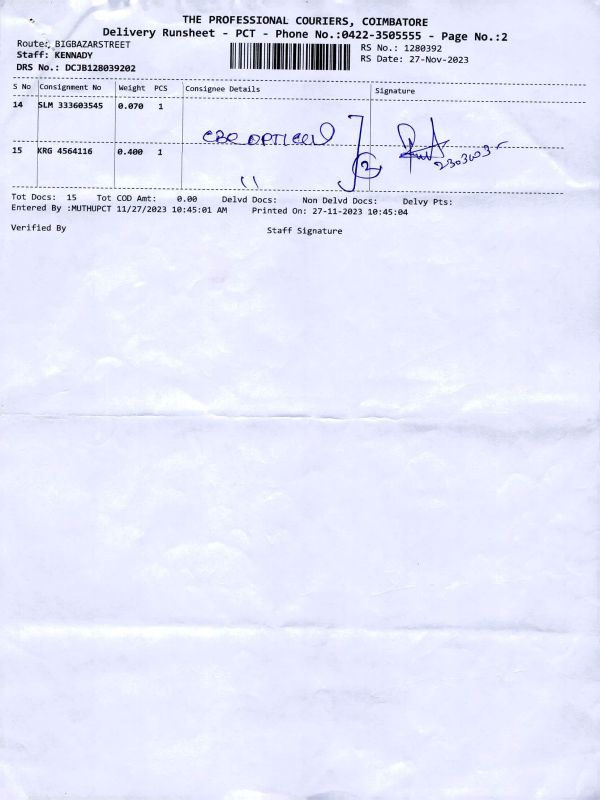 THE PROFESSIONAL COURIERS, COIMBATORE
Delivery Runsheet - PCT - Phone No.:0422-3505555 - Page No.:2
Route: BIGBAZARSTREET
Staff: KENNADY
DRS No.: DCJB128039202
RS No.: 1280392
RS Date: 27-Nov-2023
S No Consignment No Weight PCS Consignee Details Signature
14 SLM 333603545 0.070 1
CBE OPTICAL
15 KRG 4564116 0.400 1
"
2
Tot Docs: 15 Tot COD Amt: 0.00 Delvd Docs: Non Delvd Docs: Delvy Pts:
Entered By :MUTHUPCT 11/27/2023 10:45:01 AM Printed On: 27-11-2023 10:45:04
Verified By Staff Signature